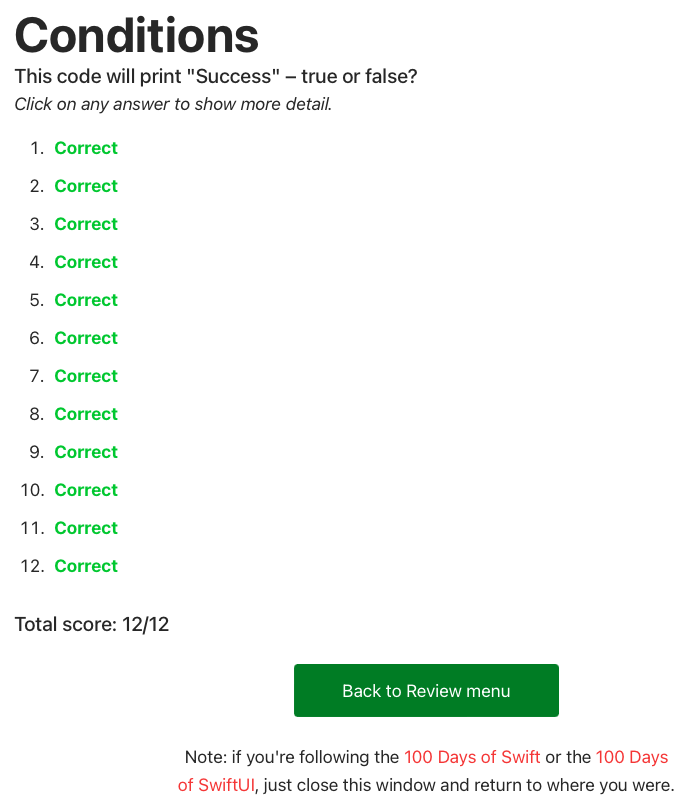 Conditions
This code will print "Success" – true or false?
Click on any answer to show more detail.
1. Correct
2. Correct
3. Correct
4. Correct
5. Correct
6. Correct
7. Correct
8. Correct
9. Correct
10. Correct
11. Correct
12. Correct
Total score: 12/12
Back to Review menu
Note: if you're following the 100 Days of Swift or the 100 Days
of SwiftUI, just close this window and return to where you were.